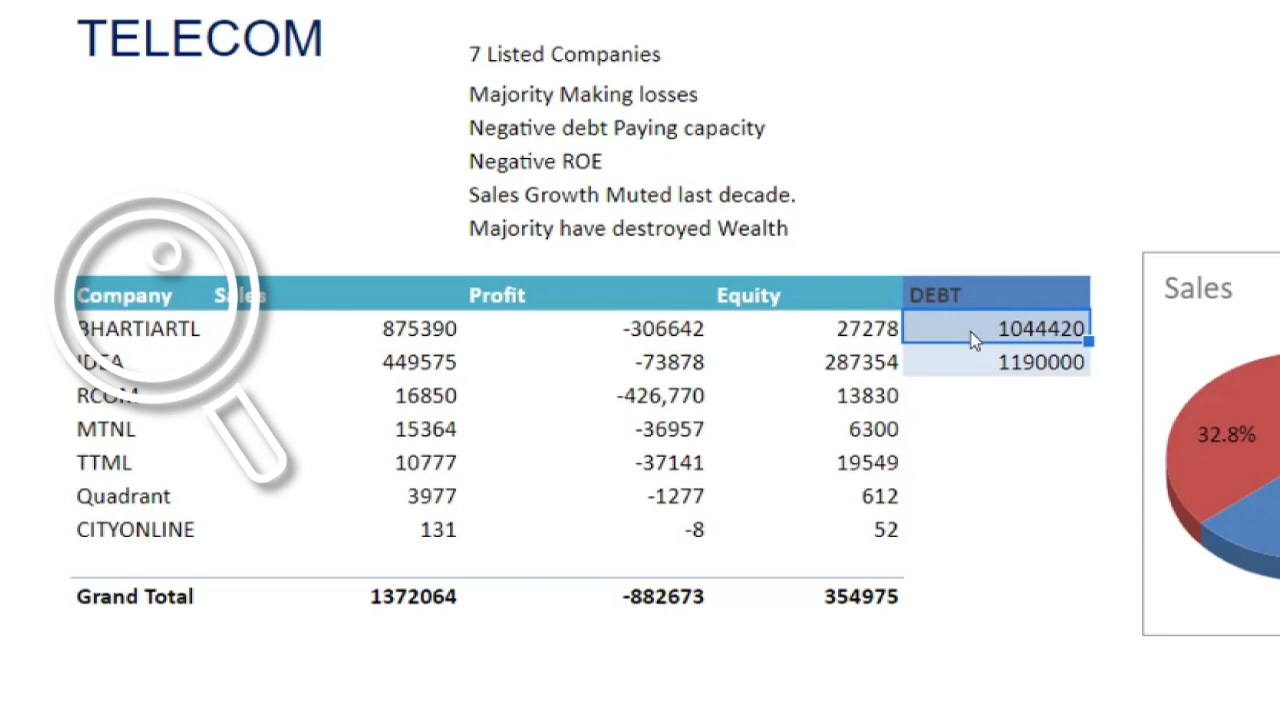 TELECOM
7 Listed Companies
Majority Making losses
Negative debt Paying capacity
Negative ROE
Sales Growth Muted last decade.
Majority have destroyed Wealth
Company Sales Profit Equity DEBT
BHARTIARTL 875390 -306642 27278 1044420
IDEA 449575 -73878 287354 1190000
RCOM 16850 -426,770 13830
MTNL 15364 -36957 6300
TTML 10777 -37141 19549
Quadrant 3977 -1277 612
CITYONLINE 131 -8 52
Grand Total 1372064 -882673 354975
Sales
32.8%